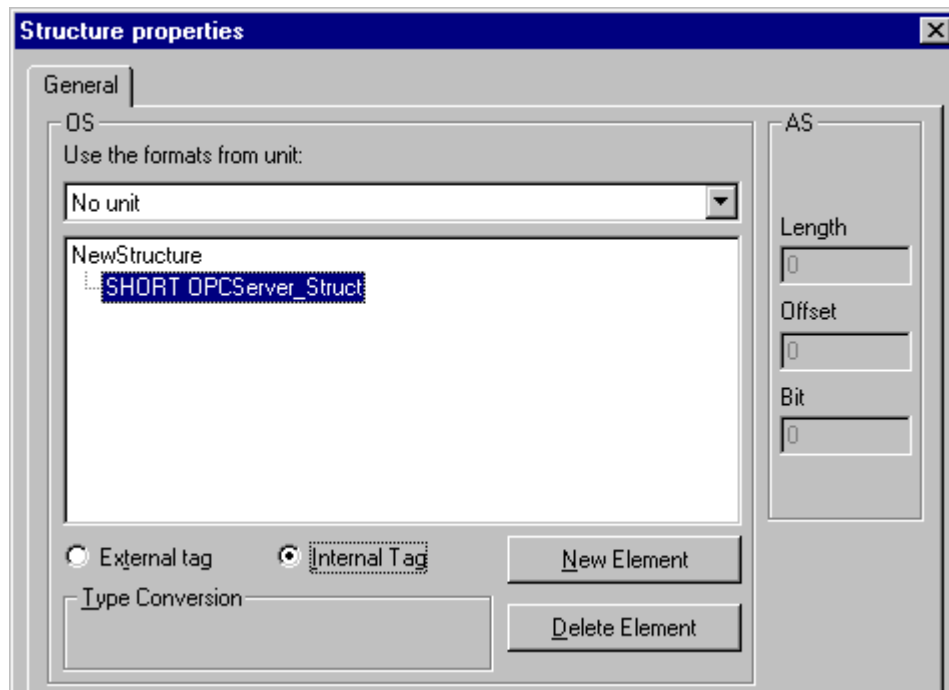 Structure properties
General
OS
Use the formats from unit:
No unit
NewStructure
SHORT OPCServer_Struct
External tag
Internal Tag
New Element
Type Conversion
Delete Element
AS
Length
0
Offset
0
Bit
0